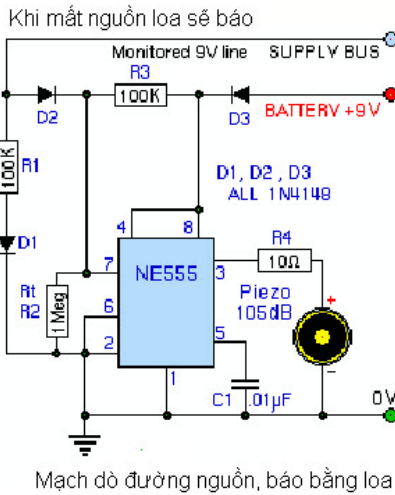 Khi mất nguồn loa sẽ báo
Monitored 9V line SUPPLY BUS
R3
100K
D2
D3
BATTERY +9V
100K
R1
D1, D2 , D3
ALL 1N4148
4
8
D1
R4
7
NE555
3
10Ω
Rt
R2
1Meg
6
Piezo
105dB
+
2
5
1
C1
.01µF
−
0V
Mạch dò đường nguồn, báo bằng loa